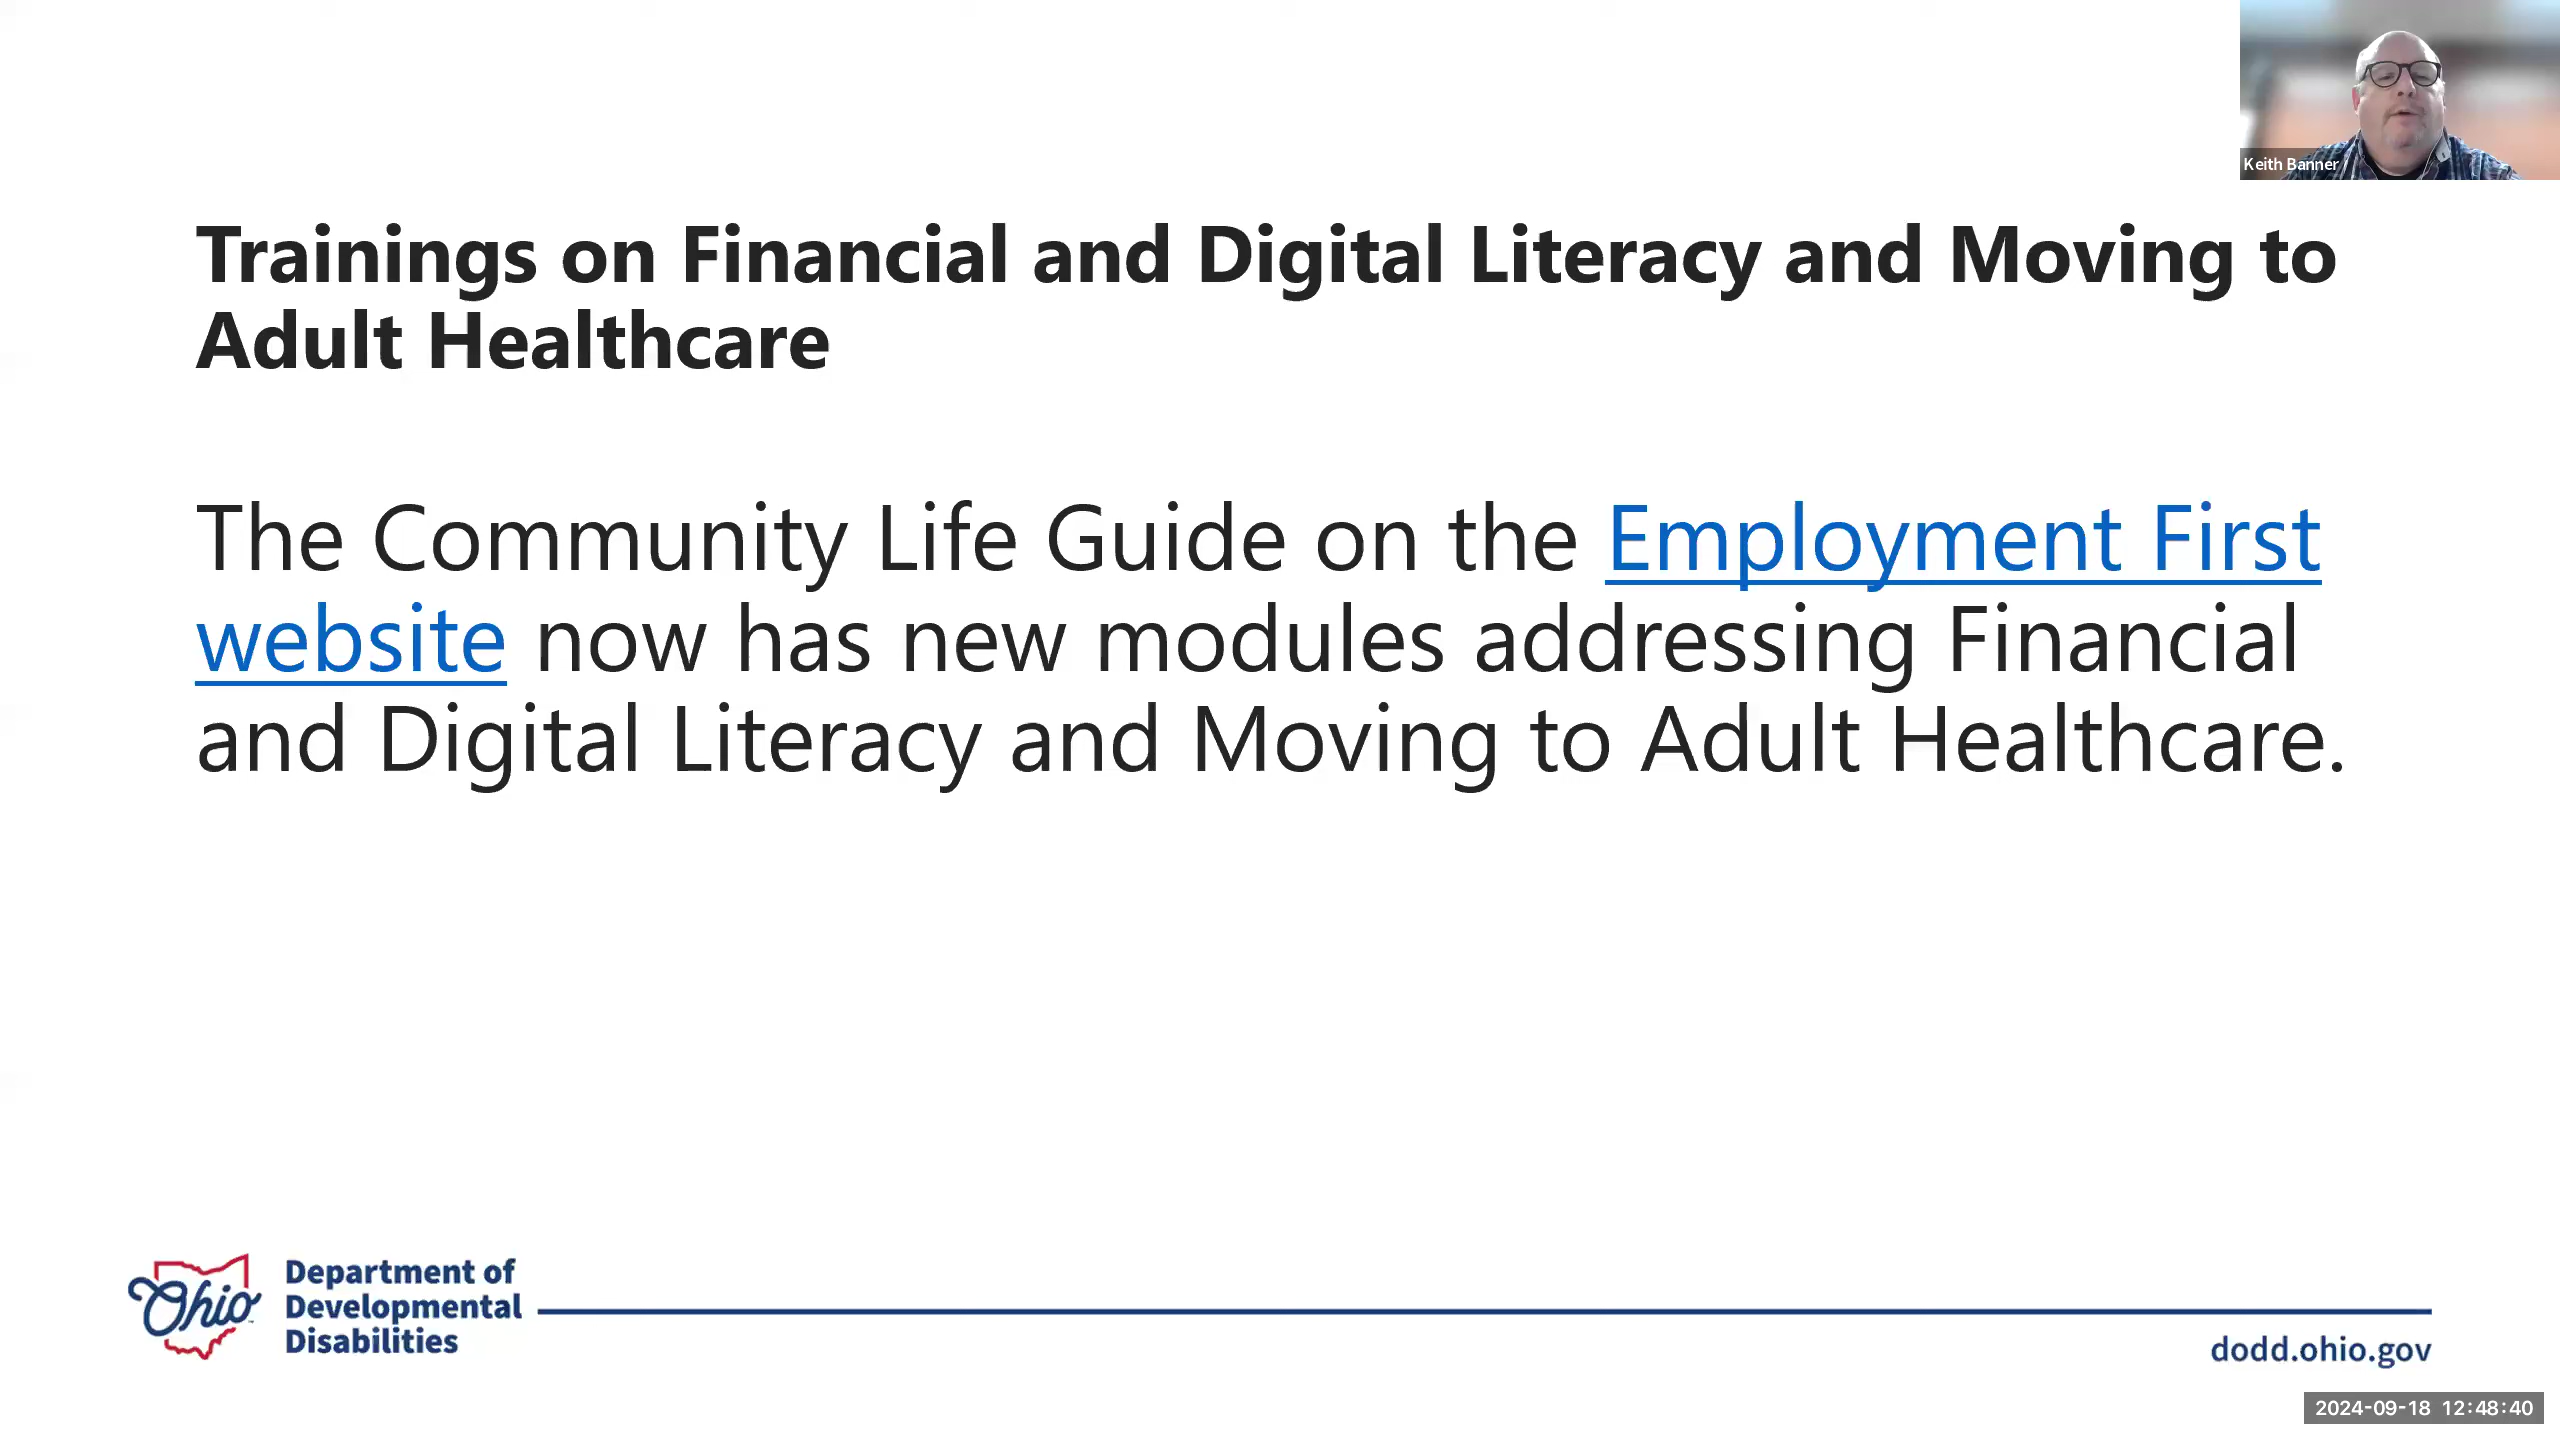 Keith Banner
Trainings on Financial and Digital Literacy and Moving to
Adult Healthcare
The Community Life Guide on the Employment First
website now has new modules addressing Financial
and Digital Literacy and Moving to Adult Healthcare.
Ohio
Department of
Developmental
Disabilities
dodd.ohio.gov
2024-09-18 12:48:40